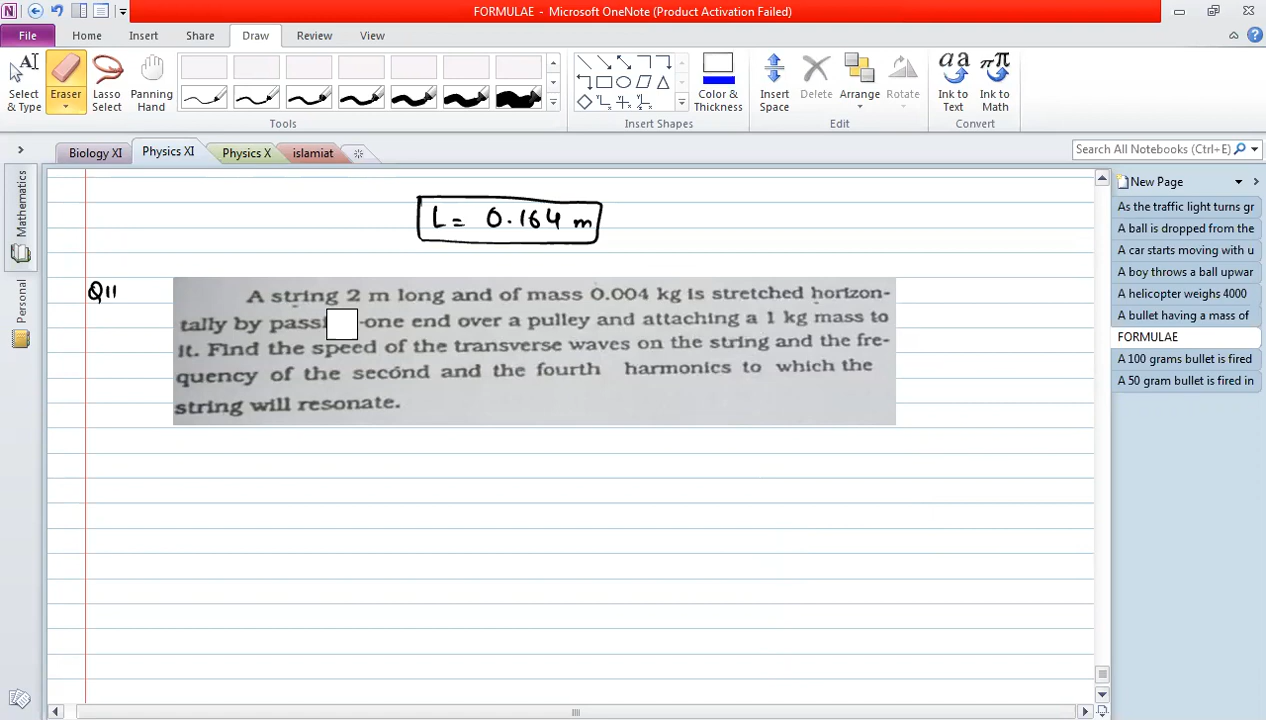 FORMULAE - Microsoft OneNote (Product Activation Failed)
File Home Insert Share Draw Review View
Select & Type
Eraser
Lasso Select
Panning Hand
Color & Thickness
Insert Space
Delete
Arrange
Rotate
Ink to Text
Ink to Math
Tools
Insert Shapes
Edit
Convert
Biology XI Physics XI Physics X islamiat
Search All Notebooks (Ctrl+E)
Mathematics
Personal
New Page
As the traffic light turns gr
A ball is dropped from the
A car starts moving with u
A boy throws a ball upwar
A helicopter weighs 4000
A bullet having a mass of
FORMULAE
A 100 grams bullet is fired
A 50 gram bullet is fired in
L = 0.164 m
Q11
A string 2 m long and of mass 0.004 kg is stretched horizon-
tally by passi one end over a pulley and attaching a 1 kg mass to
it. Find the speed of the transverse waves on the string and the fre-
quency of the second and the fourth harmonics to which the
string will resonate.